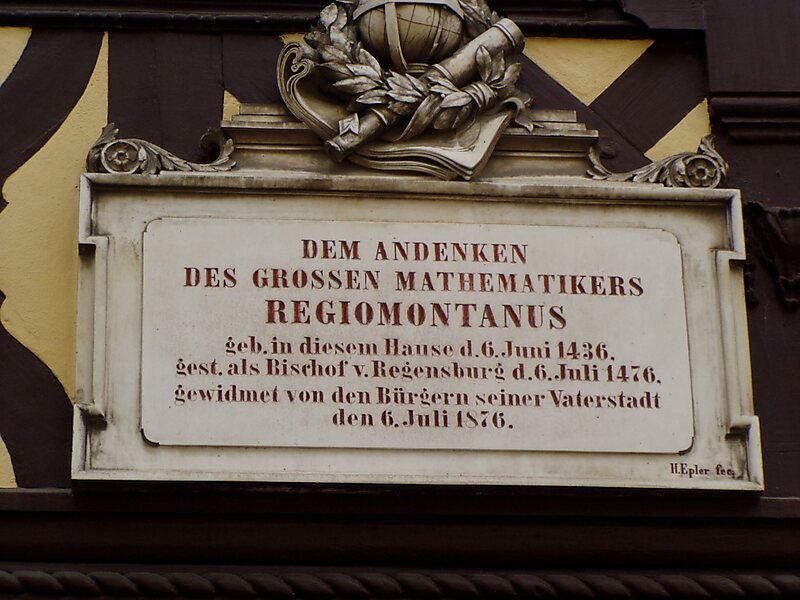 DEM ANDENKEN
DES GROSSEN MATHEMATIKERS
REGIOMONTANUS
geb. in diesem Hause d. 6. Juni 1436.
gest. als Bischof v. Regensburg d. 6. Juli 1476.
gewidmet von den Bürgern seiner Vaterstadt
den 6. Juli 1876.
H. Epler fec.